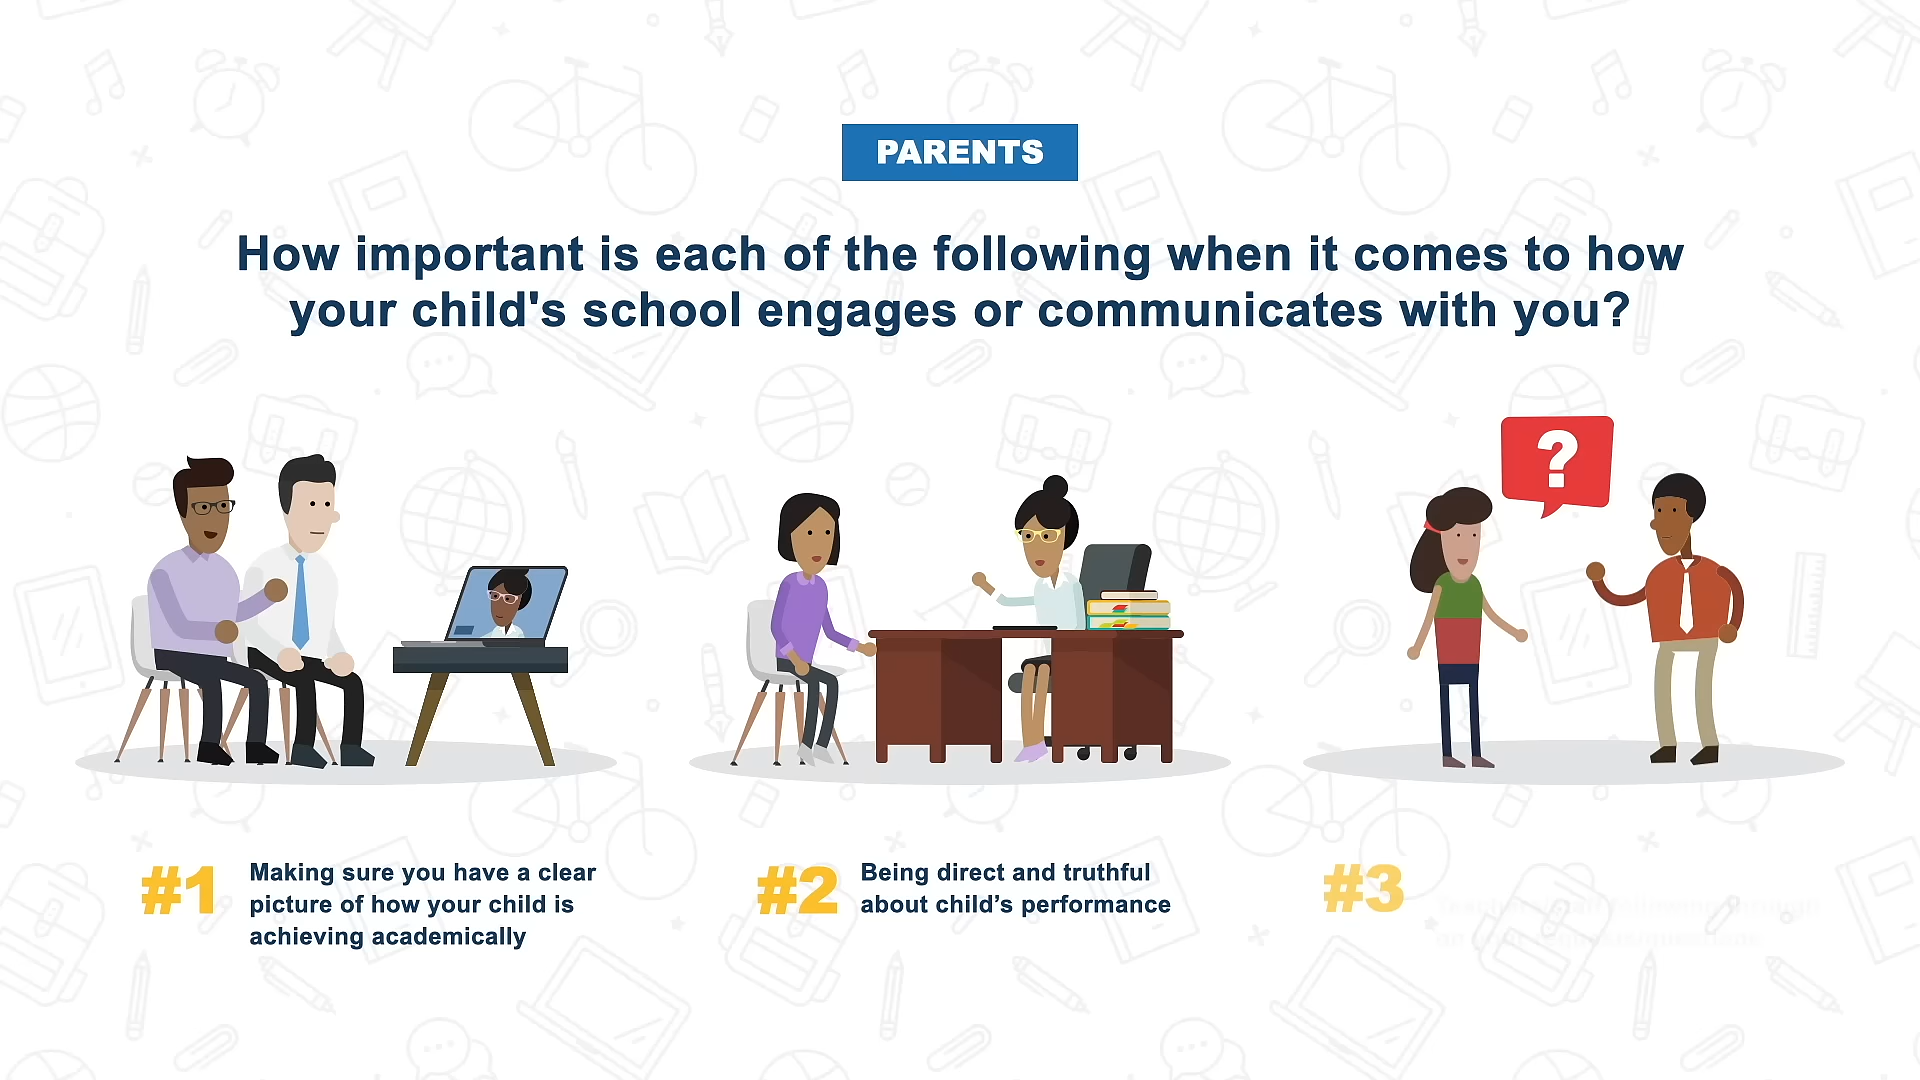 PARENTS
How important is each of the following when it comes to how
your child's school engages or communicates with you?
?
#1
Making sure you have a clear
picture of how your child is
achieving academically
#2
Being direct and truthful
about child’s performance
#3